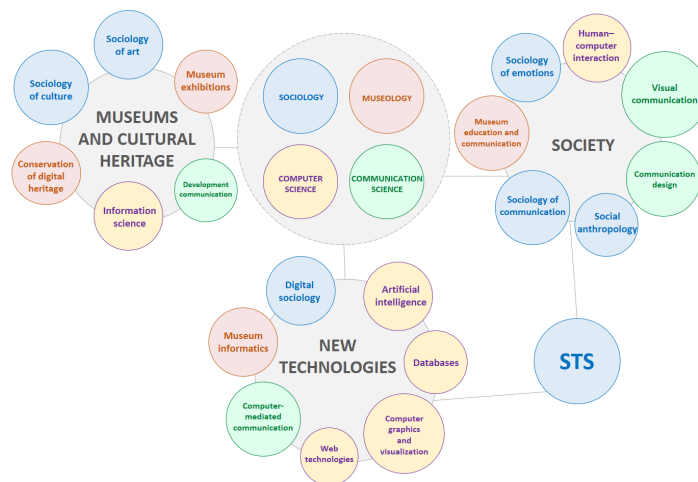 Sociology
of art
Sociology
of culture
Museum
exhibitions
MUSEUMS
AND CULTURAL
HERITAGE
Conservation
of digital
heritage
Development
communication
Information
science
SOCIOLOGY
MUSEOLOGY
COMPUTER
SCIENCE
COMMUNICATION
SCIENCE
Human–
computer
interaction
Sociology
of emotions
Visual
communication
Museum
education and
communication
SOCIETY
Communication
design
Sociology of
communication
Social
anthropology
Digital
sociology
Artificial
intelligence
Museum
informatics
NEW
TECHNOLOGIES
Databases
Computer-
mediated
communication
Computer
graphics
and
visualization
Web
technologies
STS